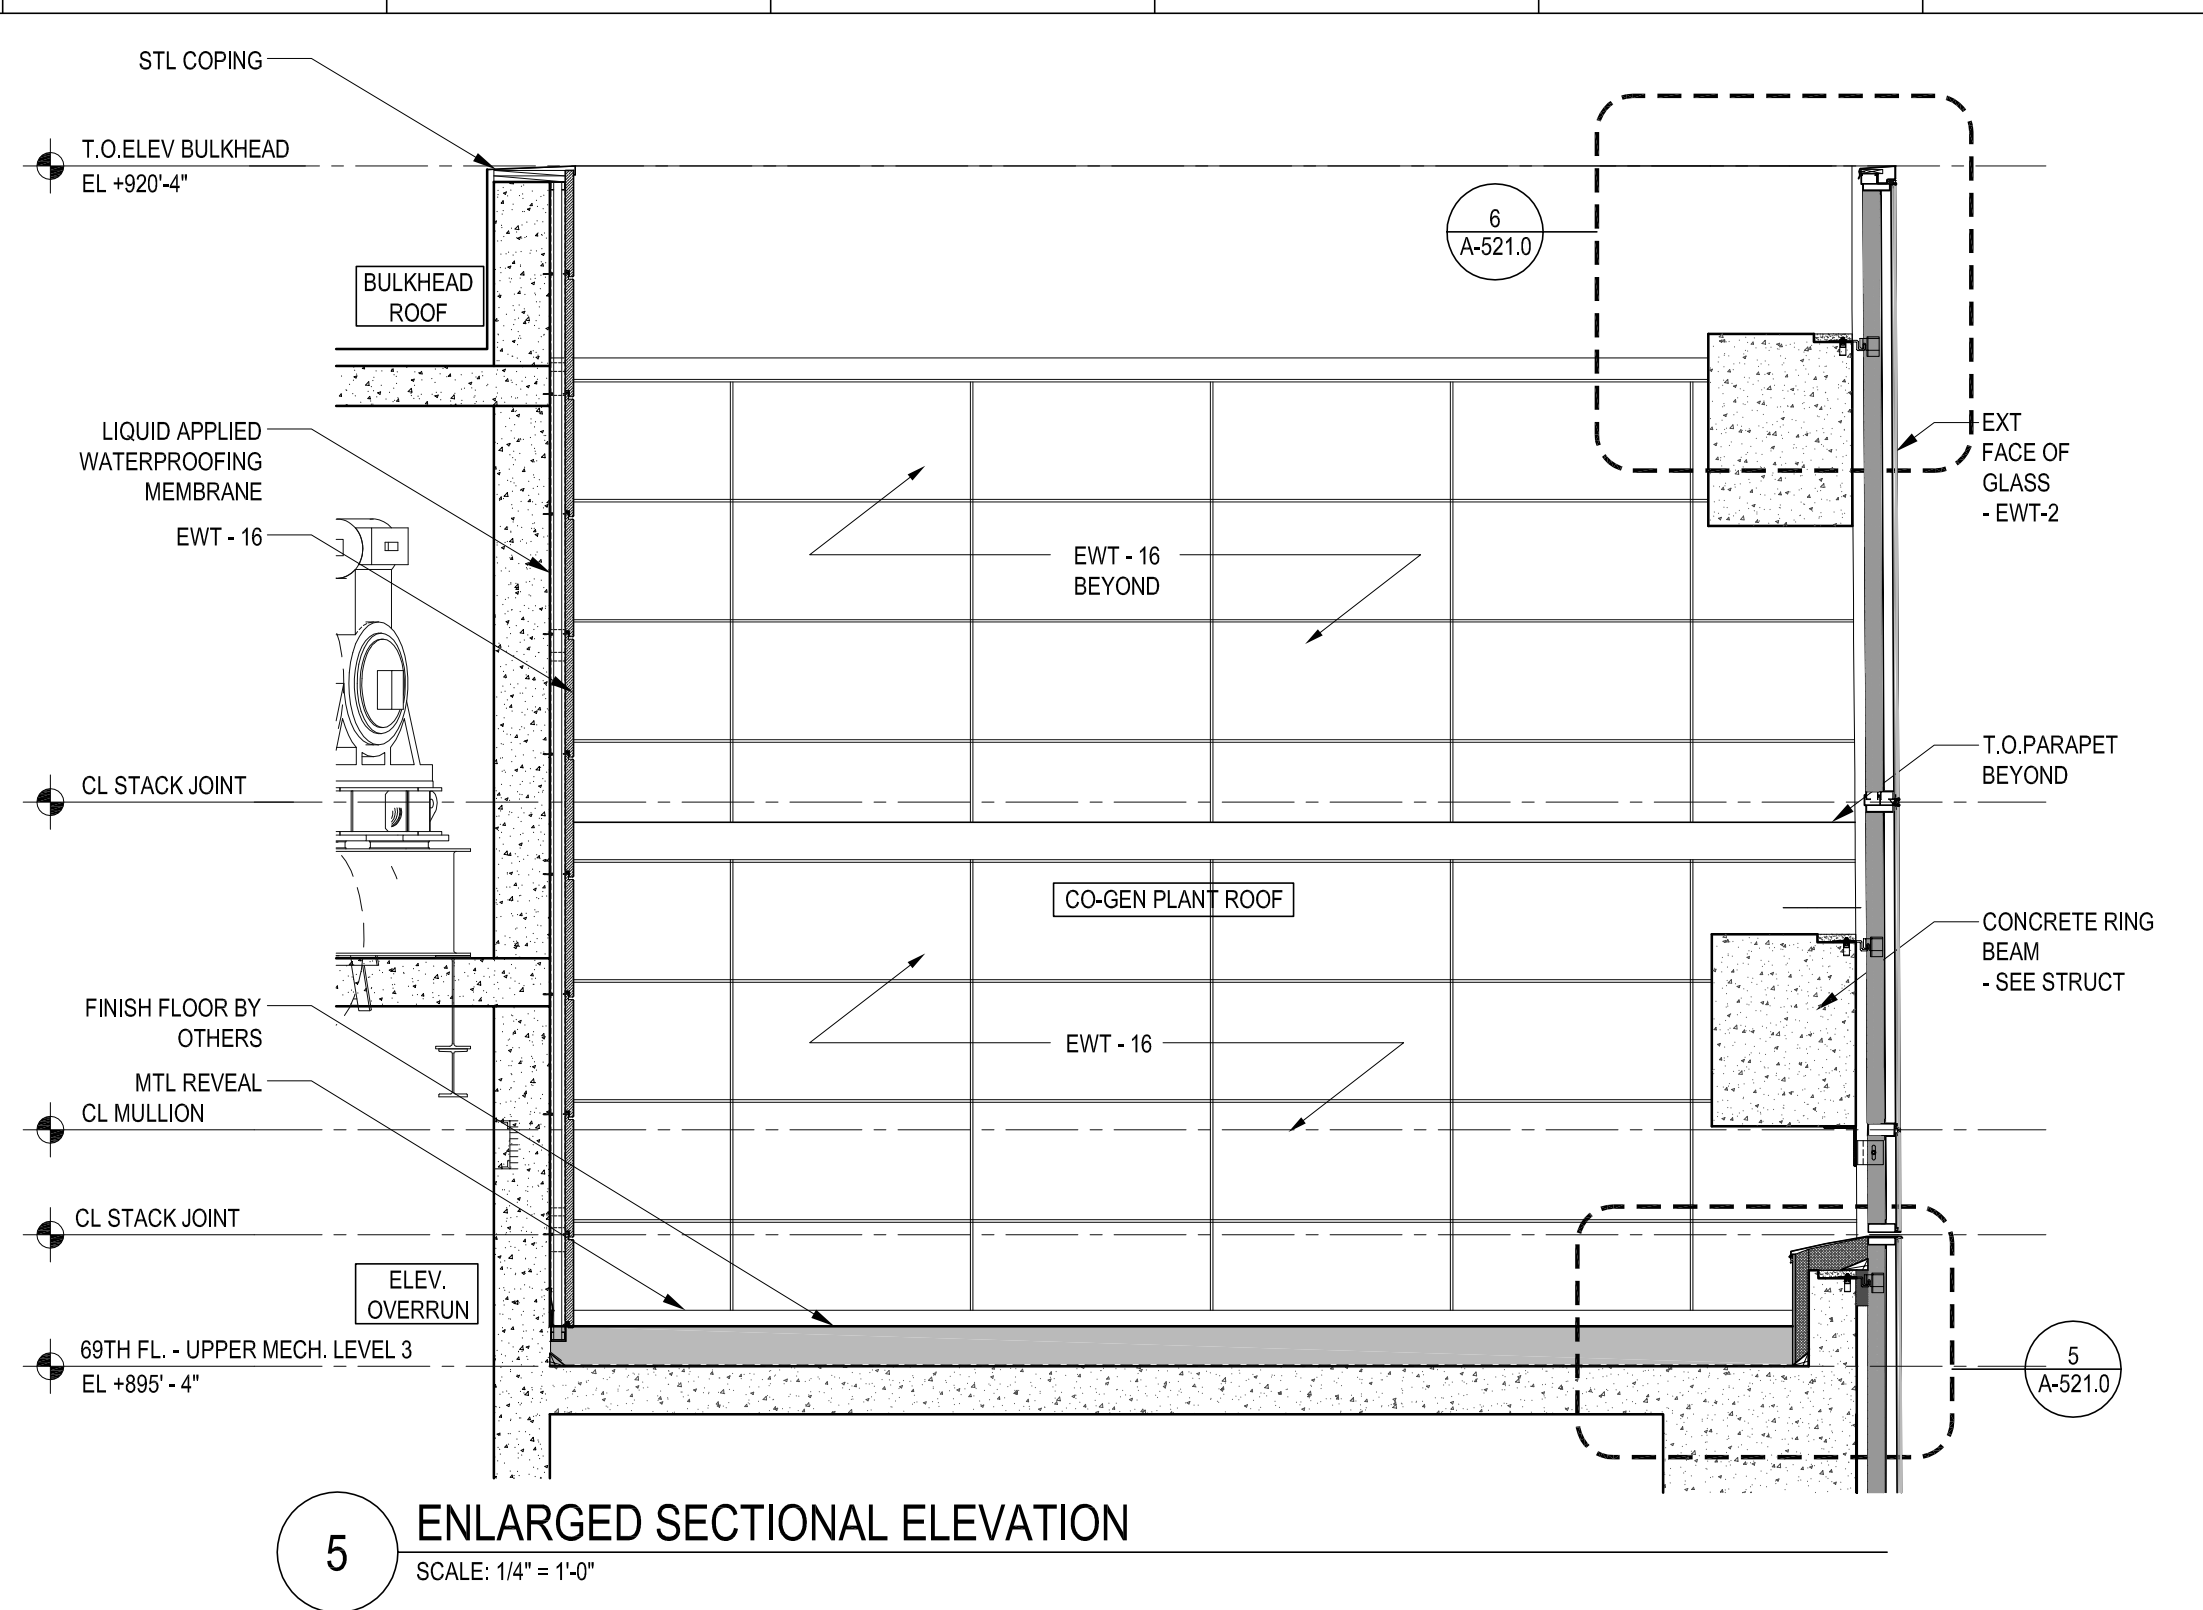 STL COPING
T.O.ELEV BULKHEAD
EL +920'-4"
6
A-521.0
BULKHEAD
ROOF
LIQUID APPLIED
WATERPROOFING
MEMBRANE
EWT - 16
EXT
FACE OF
GLASS
- EWT-2
EWT - 16
BEYOND
T.O.PARAPET
BEYOND
CL STACK JOINT
CO-GEN PLANT ROOF
CONCRETE RING
BEAM
- SEE STRUCT
FINISH FLOOR BY
OTHERS
EWT - 16
MTL REVEAL
CL MULLION
CL STACK JOINT
ELEV.
OVERRUN
69TH FL. - UPPER MECH. LEVEL 3
EL +895' - 4"
5
A-521.0
5
ENLARGED SECTIONAL ELEVATION
SCALE: 1/4" = 1'-0"